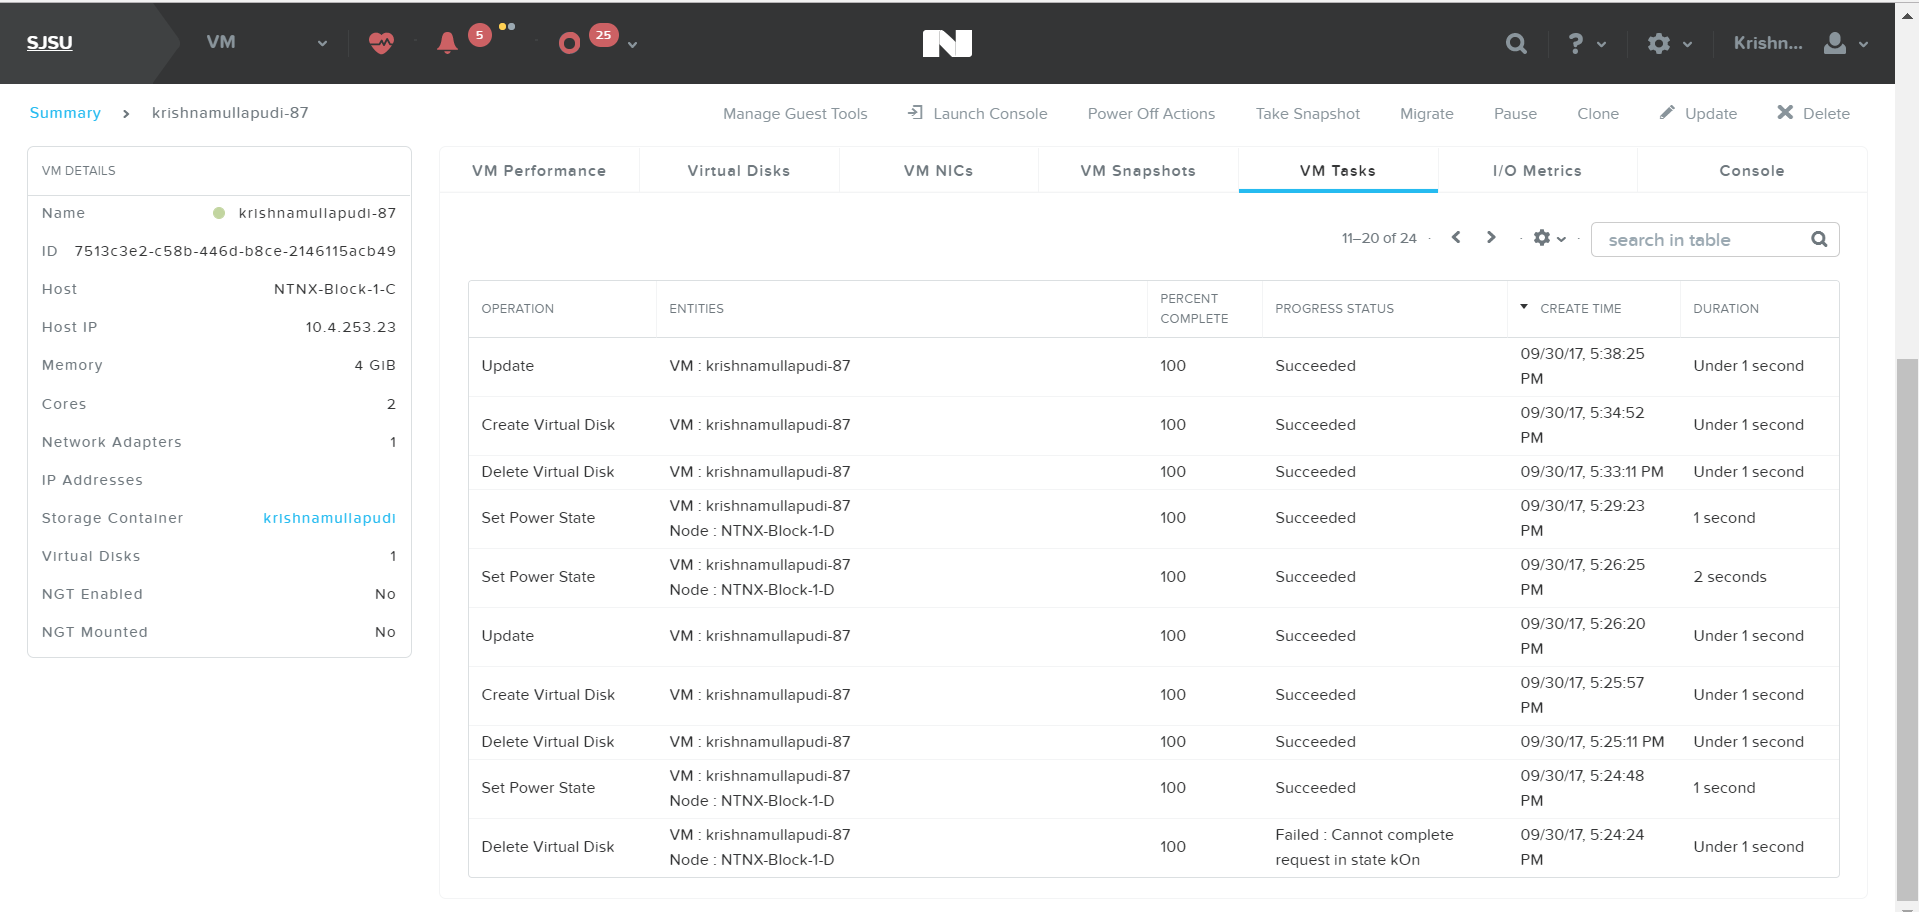 SJSU
VM
5
25
Krishn...
Summary
krishnamullapudi-87
Manage Guest Tools
Launch Console
Power Off Actions
Take Snapshot
Migrate
Pause
Clone
Update
Delete
VM DETAILS
Name krishnamullapudi-87
ID 7513c3e2-c58b-446d-b8ce-2146115acb49
Host NTNX-Block-1-C
Host IP 10.4.253.23
Memory 4 GiB
Cores 2
Network Adapters 1
IP Addresses
Storage Container krishnamullapudi
Virtual Disks 1
NGT Enabled No
NGT Mounted No
VM Performance
Virtual Disks
VM NICs
VM Snapshots
VM Tasks
I/O Metrics
Console
11–20 of 24
search in table
OPERATION
ENTITIES
PERCENT
COMPLETE
PROGRESS STATUS
CREATE TIME
DURATION
Update
VM : krishnamullapudi-87
100
Succeeded
09/30/17, 5:38:25
PM
Under 1 second
Create Virtual Disk
VM : krishnamullapudi-87
100
Succeeded
09/30/17, 5:34:52
PM
Under 1 second
Delete Virtual Disk
VM : krishnamullapudi-87
100
Succeeded
09/30/17, 5:33:11 PM
Under 1 second
Set Power State
VM : krishnamullapudi-87
Node : NTNX-Block-1-D
100
Succeeded
09/30/17, 5:29:23
PM
1 second
Set Power State
VM : krishnamullapudi-87
Node : NTNX-Block-1-D
100
Succeeded
09/30/17, 5:26:25
PM
2 seconds
Update
VM : krishnamullapudi-87
100
Succeeded
09/30/17, 5:26:20
PM
Under 1 second
Create Virtual Disk
VM : krishnamullapudi-87
100
Succeeded
09/30/17, 5:25:57
PM
Under 1 second
Delete Virtual Disk
VM : krishnamullapudi-87
100
Succeeded
09/30/17, 5:25:11 PM
Under 1 second
Set Power State
VM : krishnamullapudi-87
Node : NTNX-Block-1-D
100
Succeeded
09/30/17, 5:24:48
PM
1 second
Delete Virtual Disk
VM : krishnamullapudi-87
Node : NTNX-Block-1-D
100
Failed : Cannot complete
request in state kOn
09/30/17, 5:24:24
PM
Under 1 second